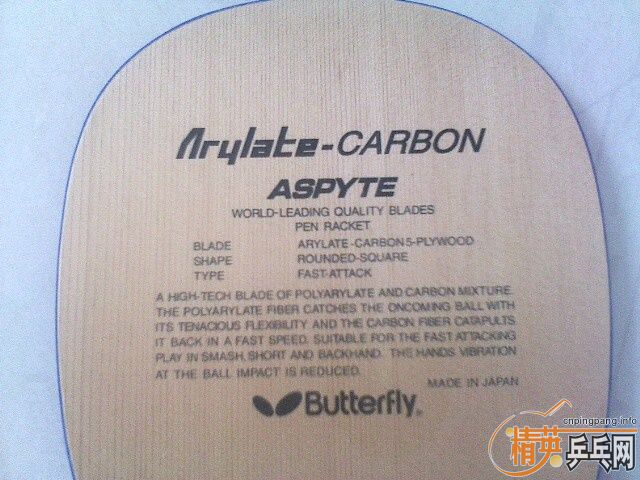 Arylate-CARBON
ASPYTE
WORLD-LEADING QUALITY BLADES
PEN RACKET
BLADE ARYLATE-CARBON 5-PLYWOOD
SHAPE ROUNDED-SQUARE
TYPE FAST-ATTACK
A HIGH-TECH BLADE OF POLYARYLATE AND CARBON MIXTURE.
THE POLYARYLATE FIBER CATCHES THE ONCOMING BALL WITH
ITS TENACIOUS FLEXIBILITY AND THE CARBON FIBER CATAPULTS
IT BACK IN A FAST SPEED. SUITABLE FOR THE FAST ATTACKING
PLAY IN SMASH, SHORT AND BACKHAND. THE HANDS VIBRATION
AT THE BALL IMPACT IS REDUCED.
MADE IN JAPAN
Butterfly®
cnpingpang.info
精英乒乓网